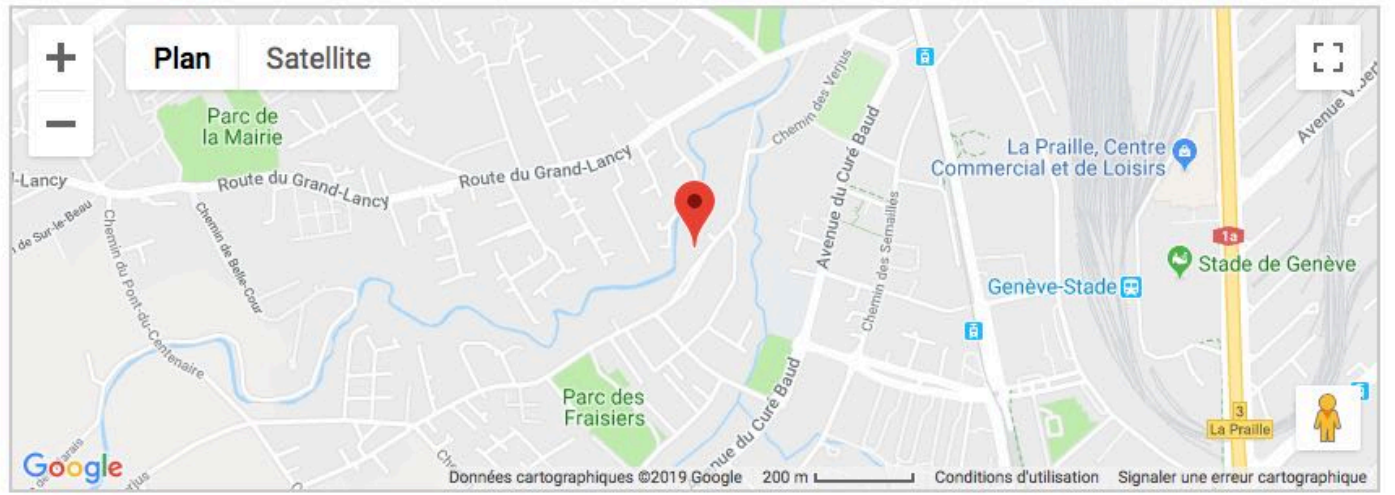 Plan
Satellite
Parc de
la Mairie
-Lancy
Route du Grand-Lancy
Route du Grand-Lancy
de Sur-le-Beau
Chemin de Belle-Cour
Chemin du Pont-du-Centenaire
Chemin des Verjus
Avenue du Curé Baud
Chemin des Semailles
La Praille, Centre
Commercial et de Loisirs
Avenue
1a
Stade de Genève
Genève-Stade
Parc des
Fraisiers
nue du Curé Baud
3
La Praille
Google
Données cartographiques ©2019 Google
200 m
Conditions d'utilisation
Signaler une erreur cartographique